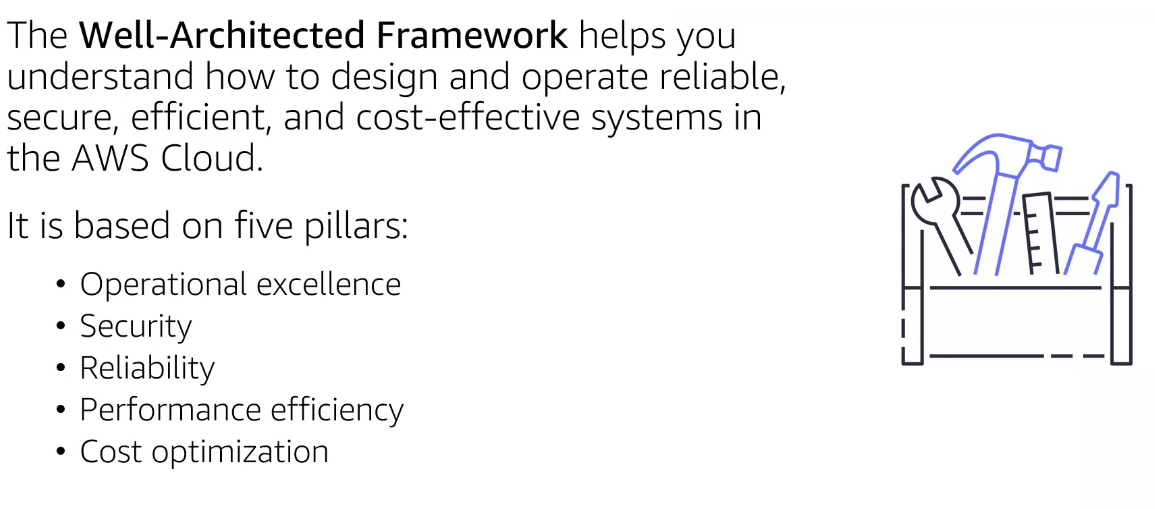 The Well-Architected Framework helps you
understand how to design and operate reliable,
secure, efficient, and cost-effective systems in
the AWS Cloud.
It is based on five pillars:
• Operational excellence
• Security
• Reliability
• Performance efficiency
• Cost optimization